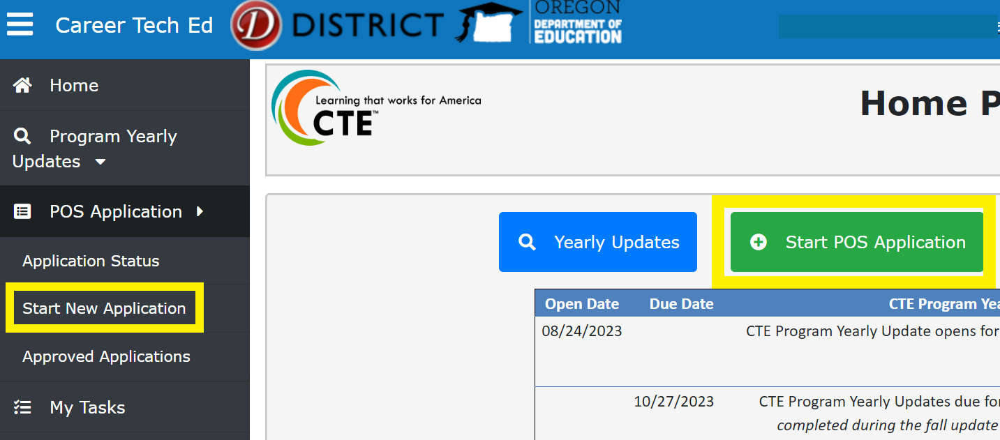 Career Tech Ed
D DISTRICT
OREGON
DEPARTMENT OF
EDUCATION
Home
Program Yearly
Updates
POS Application
Application Status
Start New Application
Approved Applications
My Tasks
Learning that works for America
CTE™
Home P
Yearly Updates
Start POS Application
Open Date Due Date CTE Program Yea
08/24/2023 CTE Program Yearly Update opens for
10/27/2023 CTE Program Yearly Updates due for
completed during the fall update